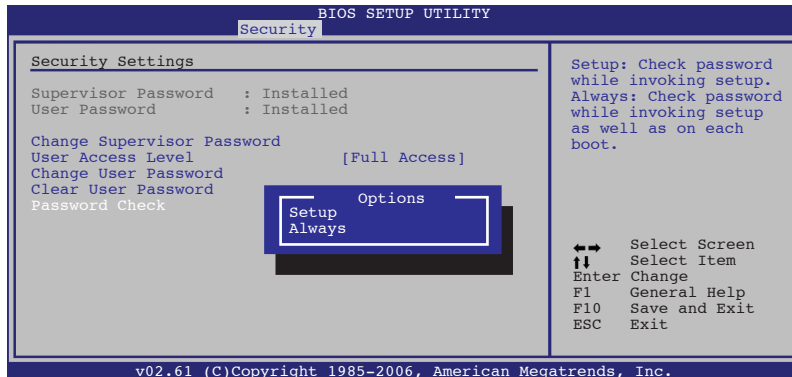 BIOS SETUP UTILITY
Security
Security Settings
Supervisor Password : Installed
User Password : Installed
Change Supervisor Password
User Access Level [Full Access]
Change User Password
Clear User Password
Password Check
Options
Setup
Always
Setup: Check password
while invoking setup.
Always: Check password
while invoking setup
as well as on each
boot.
Select Screen
Select Item
Enter Change
F1 General Help
F10 Save and Exit
ESC Exit
v02.61 (C)Copyright 1985-2006, American Megatrends, Inc.